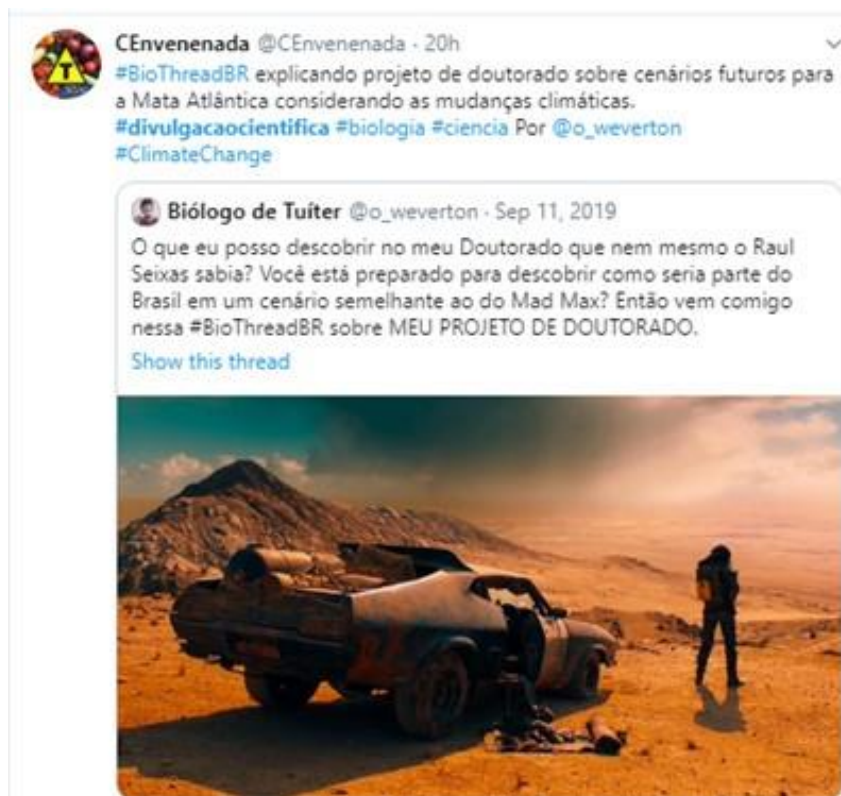 CEnvenenada @CEnvenenada · 20h
#BioThreadBR explicando projeto de doutorado sobre cenários futuros para
a Mata Atlântica considerando as mudanças climáticas.
#divulgacaocientifica #biologia #ciencia Por @o_weverton
#ClimateChange
Biólogo de Tuíter @o_weverton · Sep 11, 2019
O que eu posso descobrir no meu Doutorado que nem mesmo o Raul
Seixas sabia? Você está preparado para descobrir como seria parte do
Brasil em um cenário semelhante ao do Mad Max? Então vem comigo
nessa #BioThreadBR sobre MEU PROJETO DE DOUTORADO.
Show this thread